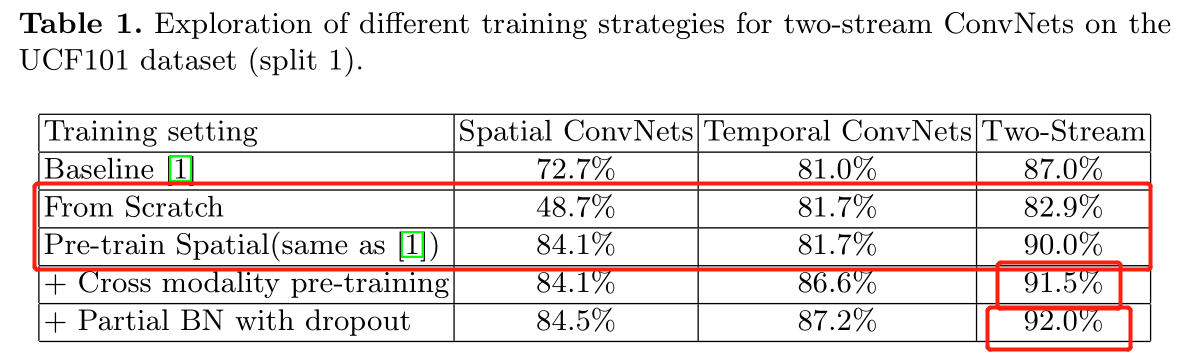 Table 1. Exploration of different training strategies for two-stream ConvNets on the
UCF101 dataset (split 1).
Training setting Spatial ConvNets Temporal ConvNets Two-Stream
Baseline [1] 72.7% 81.0% 87.0%
From Scratch 48.7% 81.7% 82.9%
Pre-train Spatial(same as [1]) 84.1% 81.7% 90.0%
+ Cross modality pre-training 84.1% 86.6% 91.5%
+ Partial BN with dropout 84.5% 87.2% 92.0%